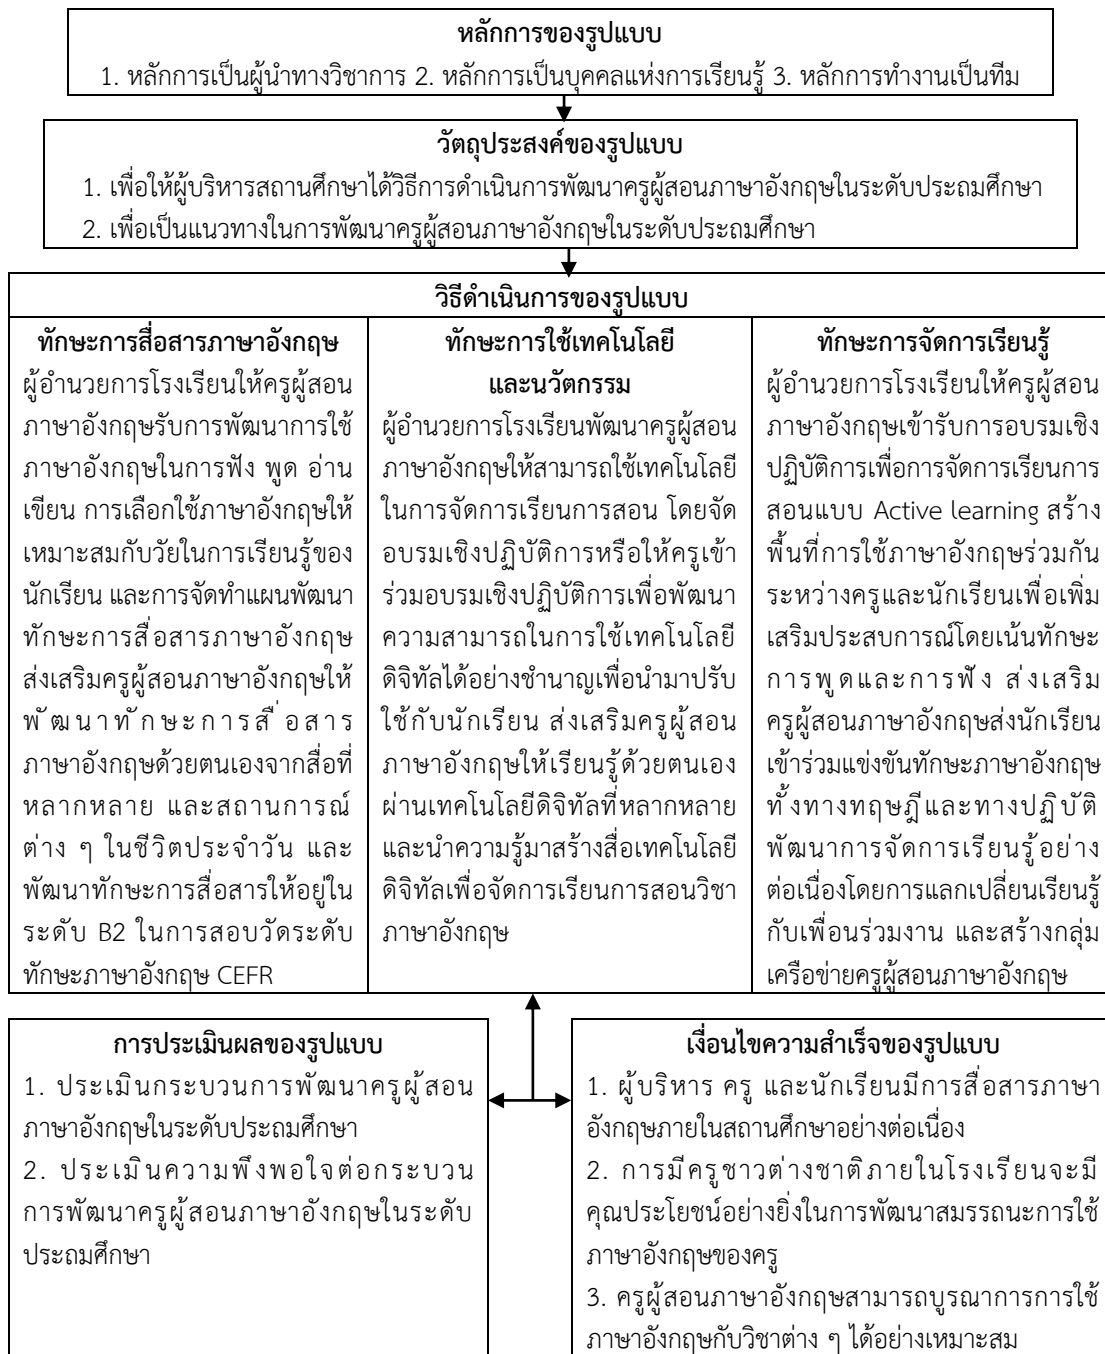 หลักการของรูปแบบ
1. หลักการเป็นผู้นำทางวิชาการ 2. หลักการเป็นบุคคลแห่งการเรียนรู้ 3. หลักการทำงานเป็นทีม
วัตถุประสงค์ของรูปแบบ
1. เพื่อให้ผู้บริหารสถานศึกษาได้วิธีการดำเนินการพัฒนาครูผู้สอนภาษาอังกฤษในระดับประถมศึกษา
2. เพื่อเป็นแนวทางในการพัฒนาครูผู้สอนภาษาอังกฤษในระดับประถมศึกษา
วิธีดำเนินการของรูปแบบ
ทักษะการสื่อสารภาษาอังกฤษ
ผู้อำนวยการโรงเรียนให้ครูผู้สอน
ภาษาอังกฤษรับการพัฒนาการใช้
ภาษาอังกฤษในการฟัง พูด อ่าน
เขียน การเลือกใช้ภาษาอังกฤษให้
เหมาะสมกับวัยในการเรียนรู้ของ
นักเรียน และการจัดทำแผนพัฒนา
ทักษะการสื่อสารภาษาอังกฤษ
ส่งเสริมครูผู้สอนภาษาอังกฤษให้
พัฒนาทักษะการสื่อสาร
ภาษาอังกฤษด้วยตนเองจากสื่อที่
หลากหลาย และสถานการณ์
ต่าง ๆ ในชีวิตประจำวัน และ
พัฒนาทักษะการสื่อสารให้อยู่ใน
ระดับ B2 ในการสอบวัดระดับ
ทักษะภาษาอังกฤษ CEFR
ทักษะการใช้เทคโนโลยี
และนวัตกรรม
ผู้อำนวยการโรงเรียนพัฒนาครูผู้สอน
ภาษาอังกฤษให้สามารถใช้เทคโนโลยี
ในการจัดการเรียนการสอน โดยจัด
อบรมเชิงปฏิบัติการหรือให้ครูเข้า
ร่วมอบรมเชิงปฏิบัติการเพื่อพัฒนา
ความสามารถในการใช้เทคโนโลยี
ดิจิทัลได้อย่างชำนาญเพื่อนำมาปรับ
ใช้กับนักเรียน ส่งเสริมครูผู้สอน
ภาษาอังกฤษให้เรียนรู้ด้วยตนเอง
ผ่านเทคโนโลยีดิจิทัลที่หลากหลาย
และนำความรู้มาสร้างสื่อเทคโนโลยี
ดิจิทัลเพื่อจัดการเรียนการสอนวิชา
ภาษาอังกฤษ
ทักษะการจัดการเรียนรู้
ผู้อำนวยการโรงเรียนให้ครูผู้สอน
ภาษาอังกฤษเข้ารับการอบรมเชิง
ปฏิบัติการเพื่อการจัดการเรียนการ
สอนแบบ Active learning สร้าง
พื้นที่การใช้ภาษาอังกฤษร่วมกัน
ระหว่างครูและนักเรียนเพื่อเพิ่ม
เสริมประสบการณ์โดยเน้นทักษะ
การพูดและการฟัง ส่งเสริม
ครูผู้สอนภาษาอังกฤษส่งนักเรียน
เข้าร่วมแข่งขันทักษะภาษาอังกฤษ
ทั้งทางทฤษฎีและทางปฏิบัติ
พัฒนาการจัดการเรียนรู้อย่าง
ต่อเนื่องโดยการแลกเปลี่ยนเรียนรู้
กับเพื่อนร่วมงาน และสร้างกลุ่ม
เครือข่ายครูผู้สอนภาษาอังกฤษ
การประเมินผลของรูปแบบ
1. ประเมินกระบวนการพัฒนาครูผู้สอน
ภาษาอังกฤษในระดับประถมศึกษา
2. ประเมินความพึงพอใจต่อกระบวน
การพัฒนาครูผู้สอนภาษาอังกฤษในระดับ
ประถมศึกษา
เงื่อนไขความสำเร็จของรูปแบบ
1. ผู้บริหาร ครู และนักเรียนมีการสื่อสารภาษา
อังกฤษภายในสถานศึกษาอย่างต่อเนื่อง
2. การมีครูชาวต่างชาติภายในโรงเรียนจะมี
คุณประโยชน์อย่างยิ่งในการพัฒนาสมรรถนะการใช้
ภาษาอังกฤษของครู
3. ครูผู้สอนภาษาอังกฤษสามารถบูรณาการการใช้
ภาษาอังกฤษกับวิชาต่าง ๆ ได้อย่างเหมาะสม